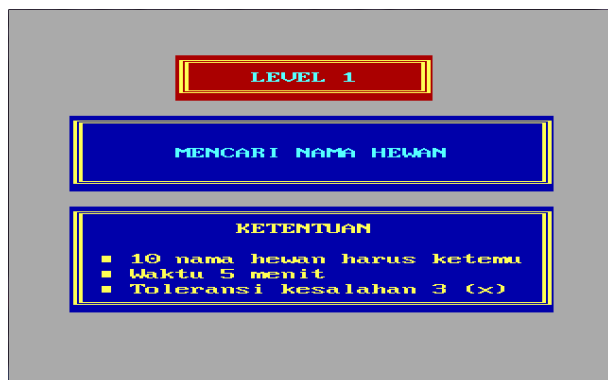 LEVEL 1
MENCARI NAMA HEWAN
KETENTUAN
▪ 10 nama hewan harus ketemu
▪ Waktu 5 menit
▪ Toleransi kesalahan 3 (x)